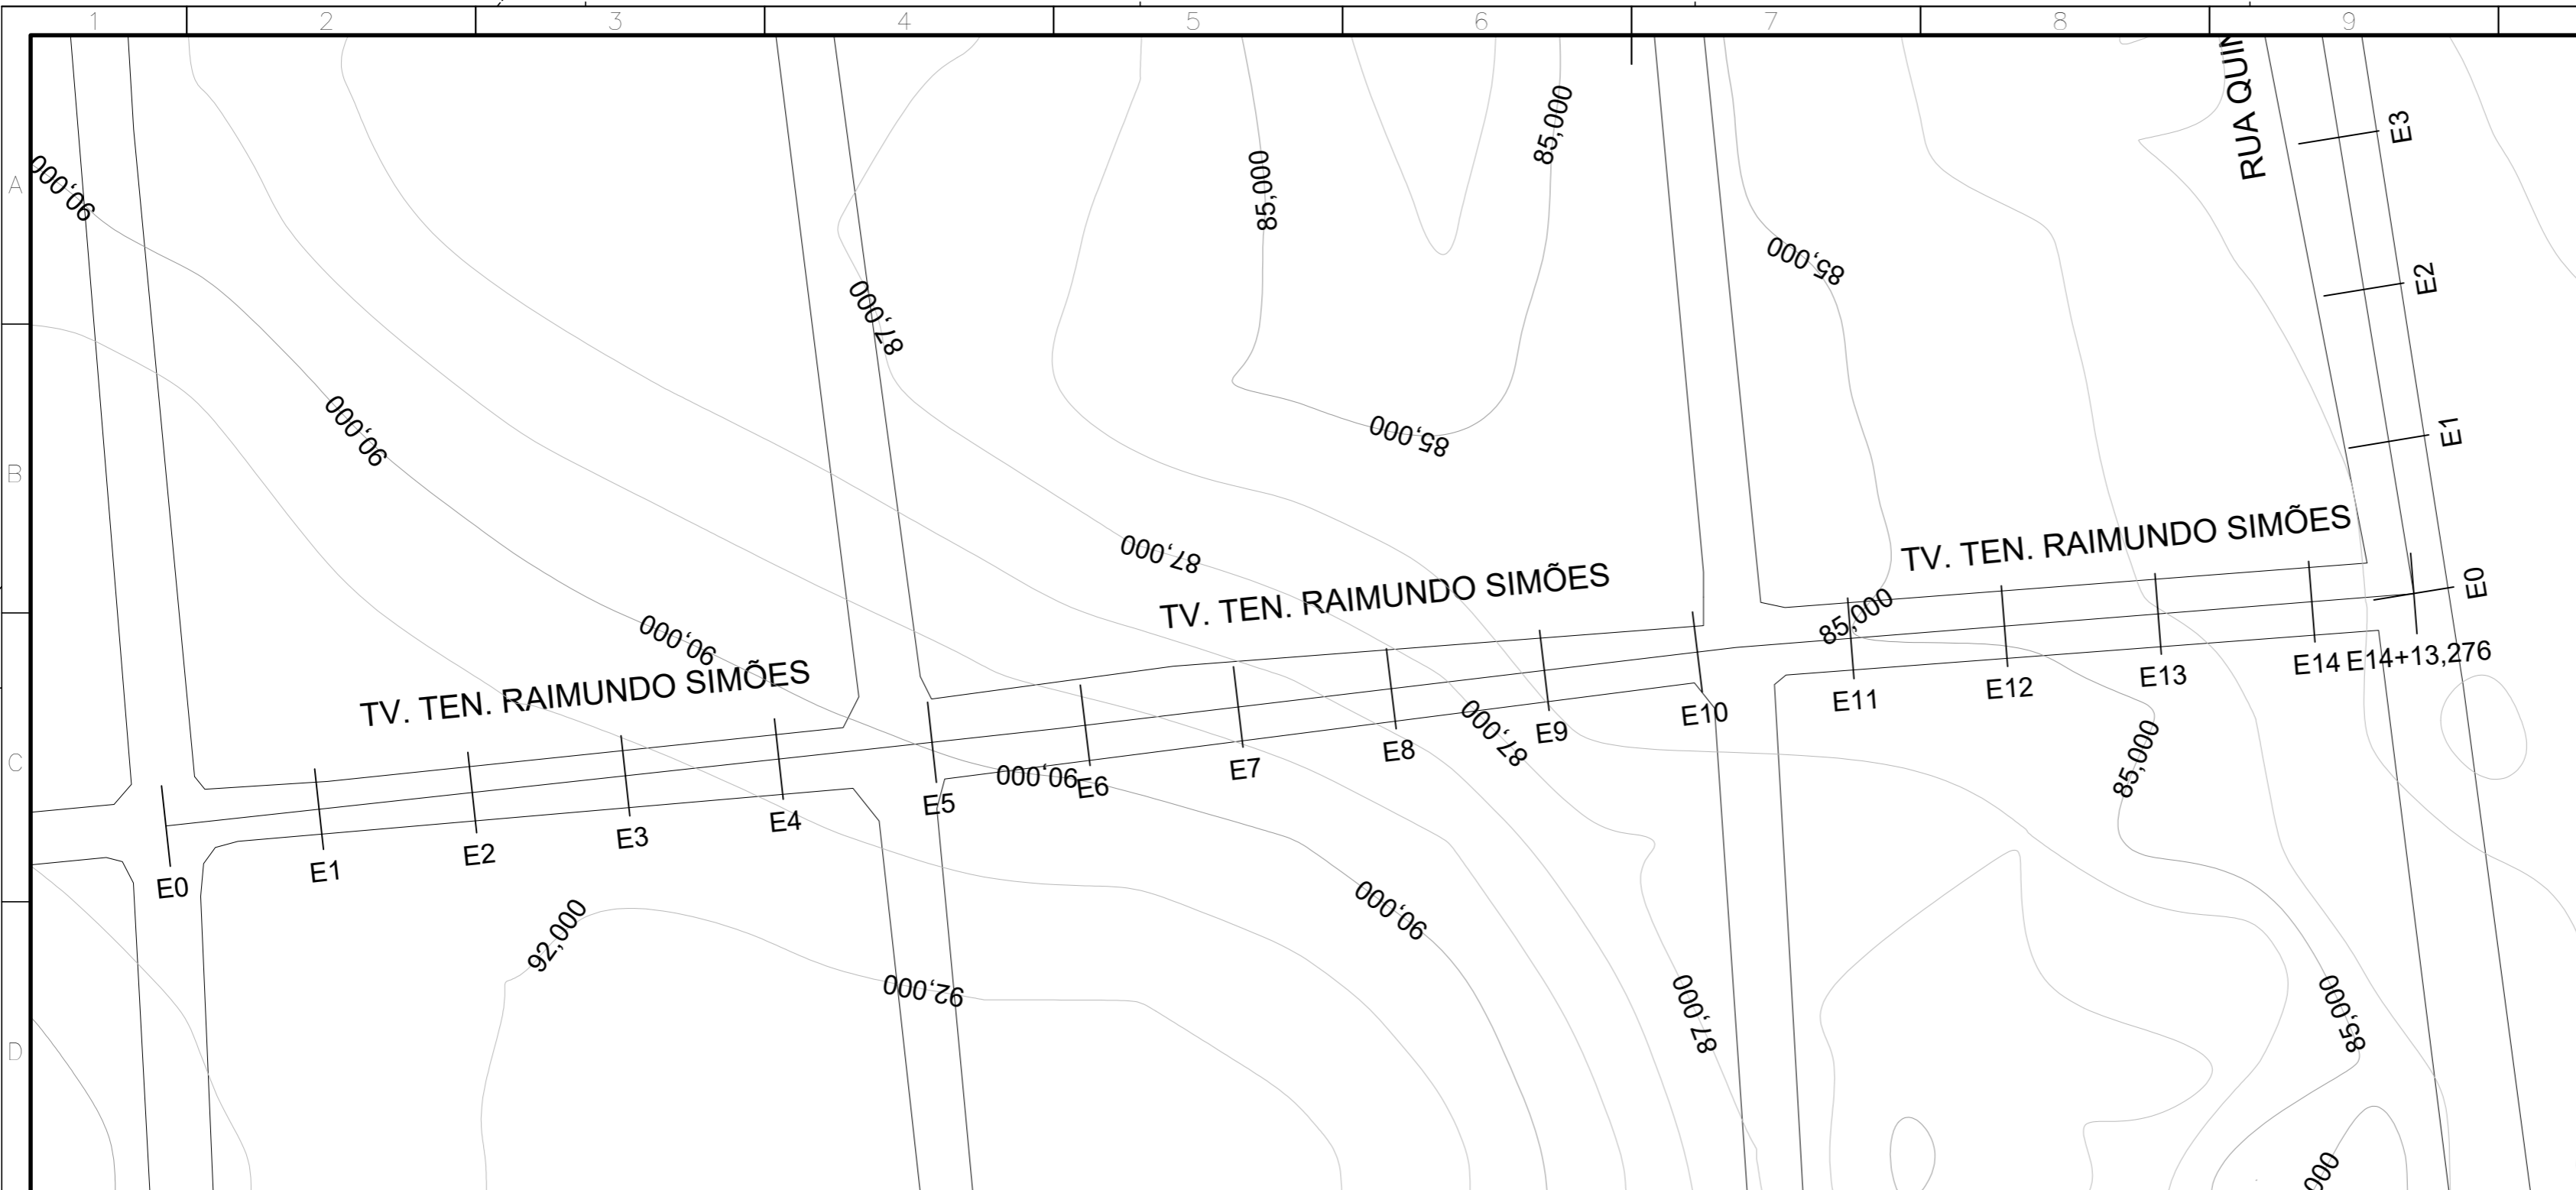 1 2 3 4 5 6 7 8 9
A
B
C
D
90,000
90,000
90,000
90,000
90,000
87,000
87,000
87,000
87,000
85,000
85,000
85,000
85,000
85,000
85,000
85,000
92,000
92,000
RUA QUIN
E3
E2
E1
E0
TV. TEN. RAIMUNDO SIMÕES
TV. TEN. RAIMUNDO SIMÕES
TV. TEN. RAIMUNDO SIMÕES
E0
E1
E2
E3
E4
E5
E6
E7
E8
E9
E10
E11
E12
E13
E14
E14+13,276
000